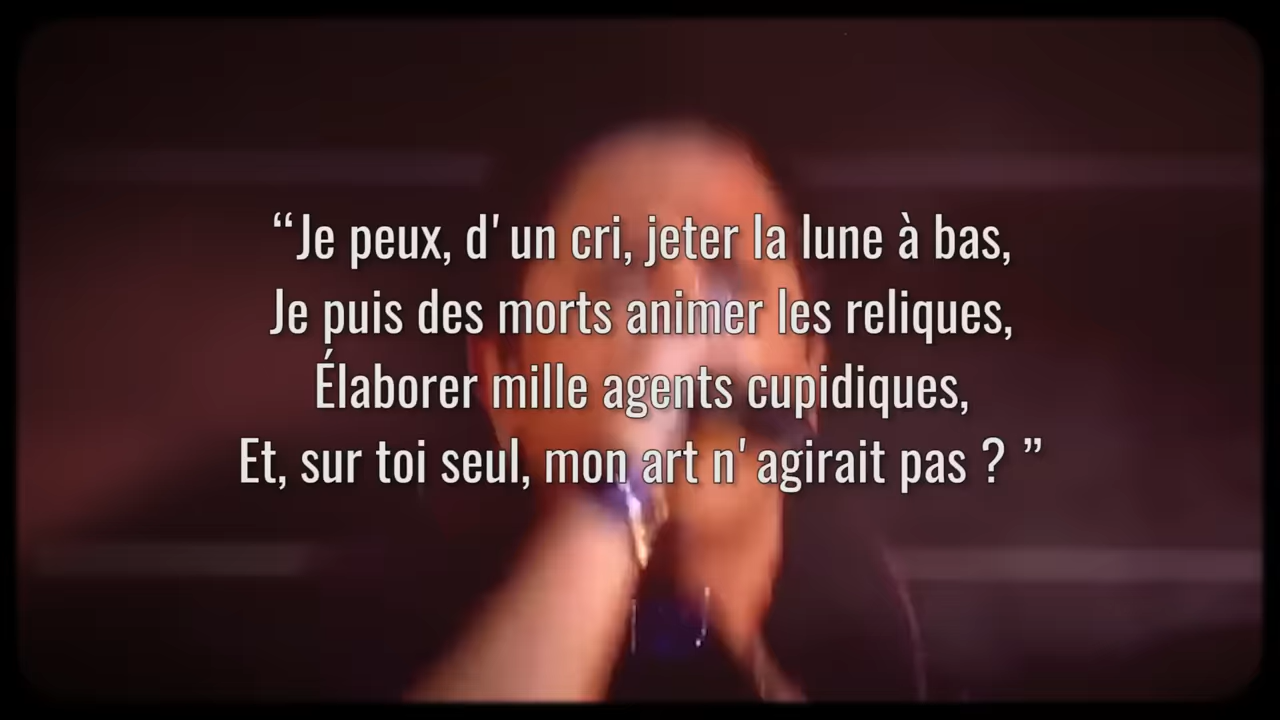 “Je peux, d'un cri, jeter la lune à bas,
Je puis des morts animer les reliques,
Élaborer mille agents cupidiques,
Et, sur toi seul, mon art n'agirait pas ? ”